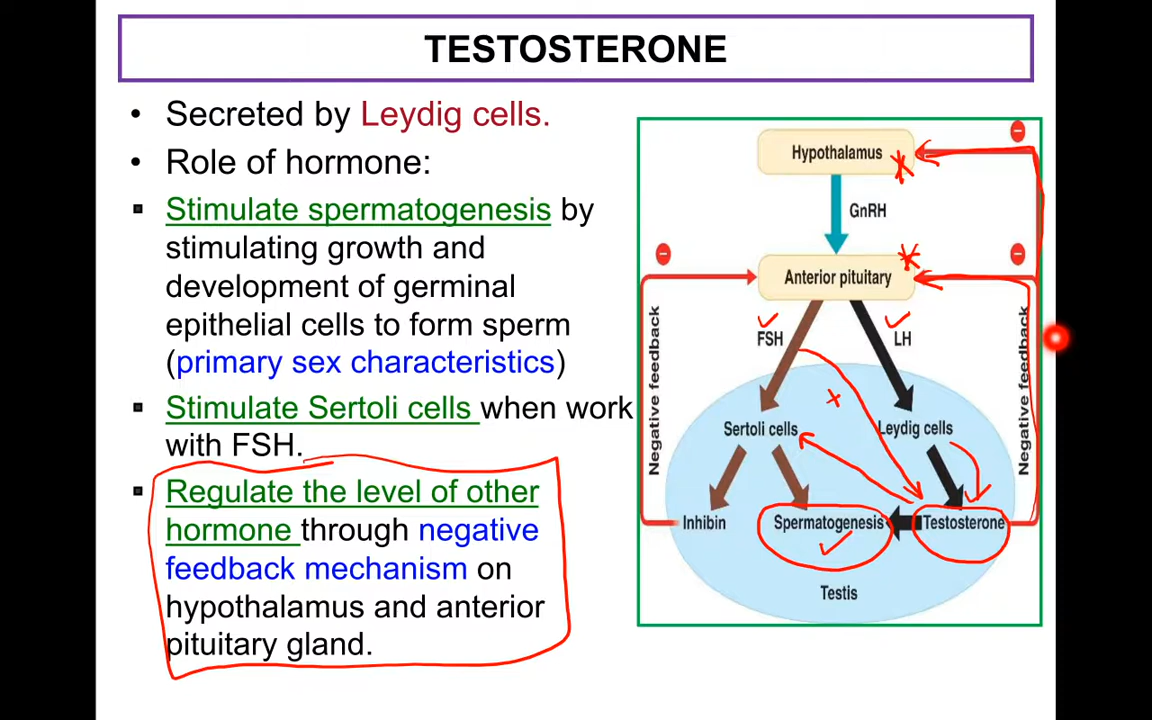 TESTOSTERONE
• Secreted by Leydig cells.
• Role of hormone:
▪ Stimulate spermatogenesis by
stimulating growth and
development of germinal
epithelial cells to form sperm
(primary sex characteristics)
▪ Stimulate Sertoli cells when work
with FSH.
▪ Regulate the level of other
hormone through negative
feedback mechanism on
hypothalamus and anterior
pituitary gland.
Hypothalamus
GnRH
Anterior pituitary
FSH
LH
Negative feedback
Negative feedback
Sertoli cells
Leydig cells
Inhibin
Spermatogenesis
Testosterone
Testis